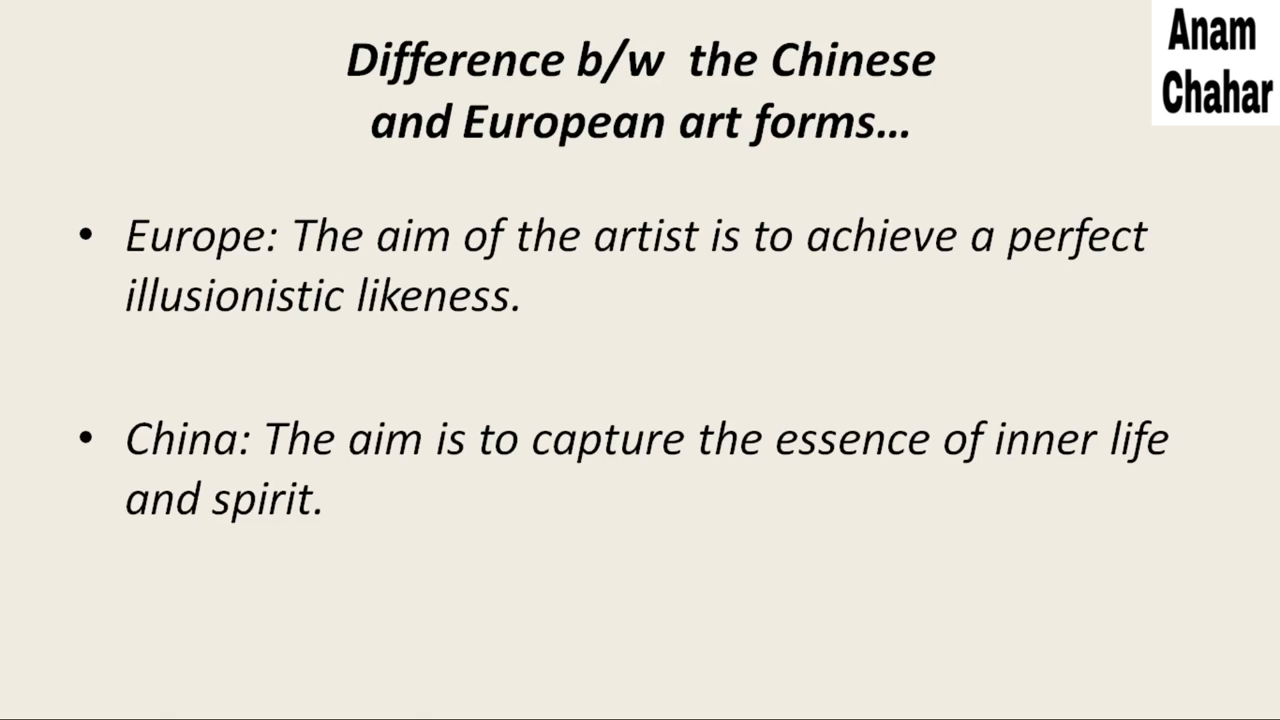 Anam
Chahar
Difference b/w the Chinese
and European art forms...
• Europe: The aim of the artist is to achieve a perfect
illusionistic likeness.
• China: The aim is to capture the essence of inner life
and spirit.